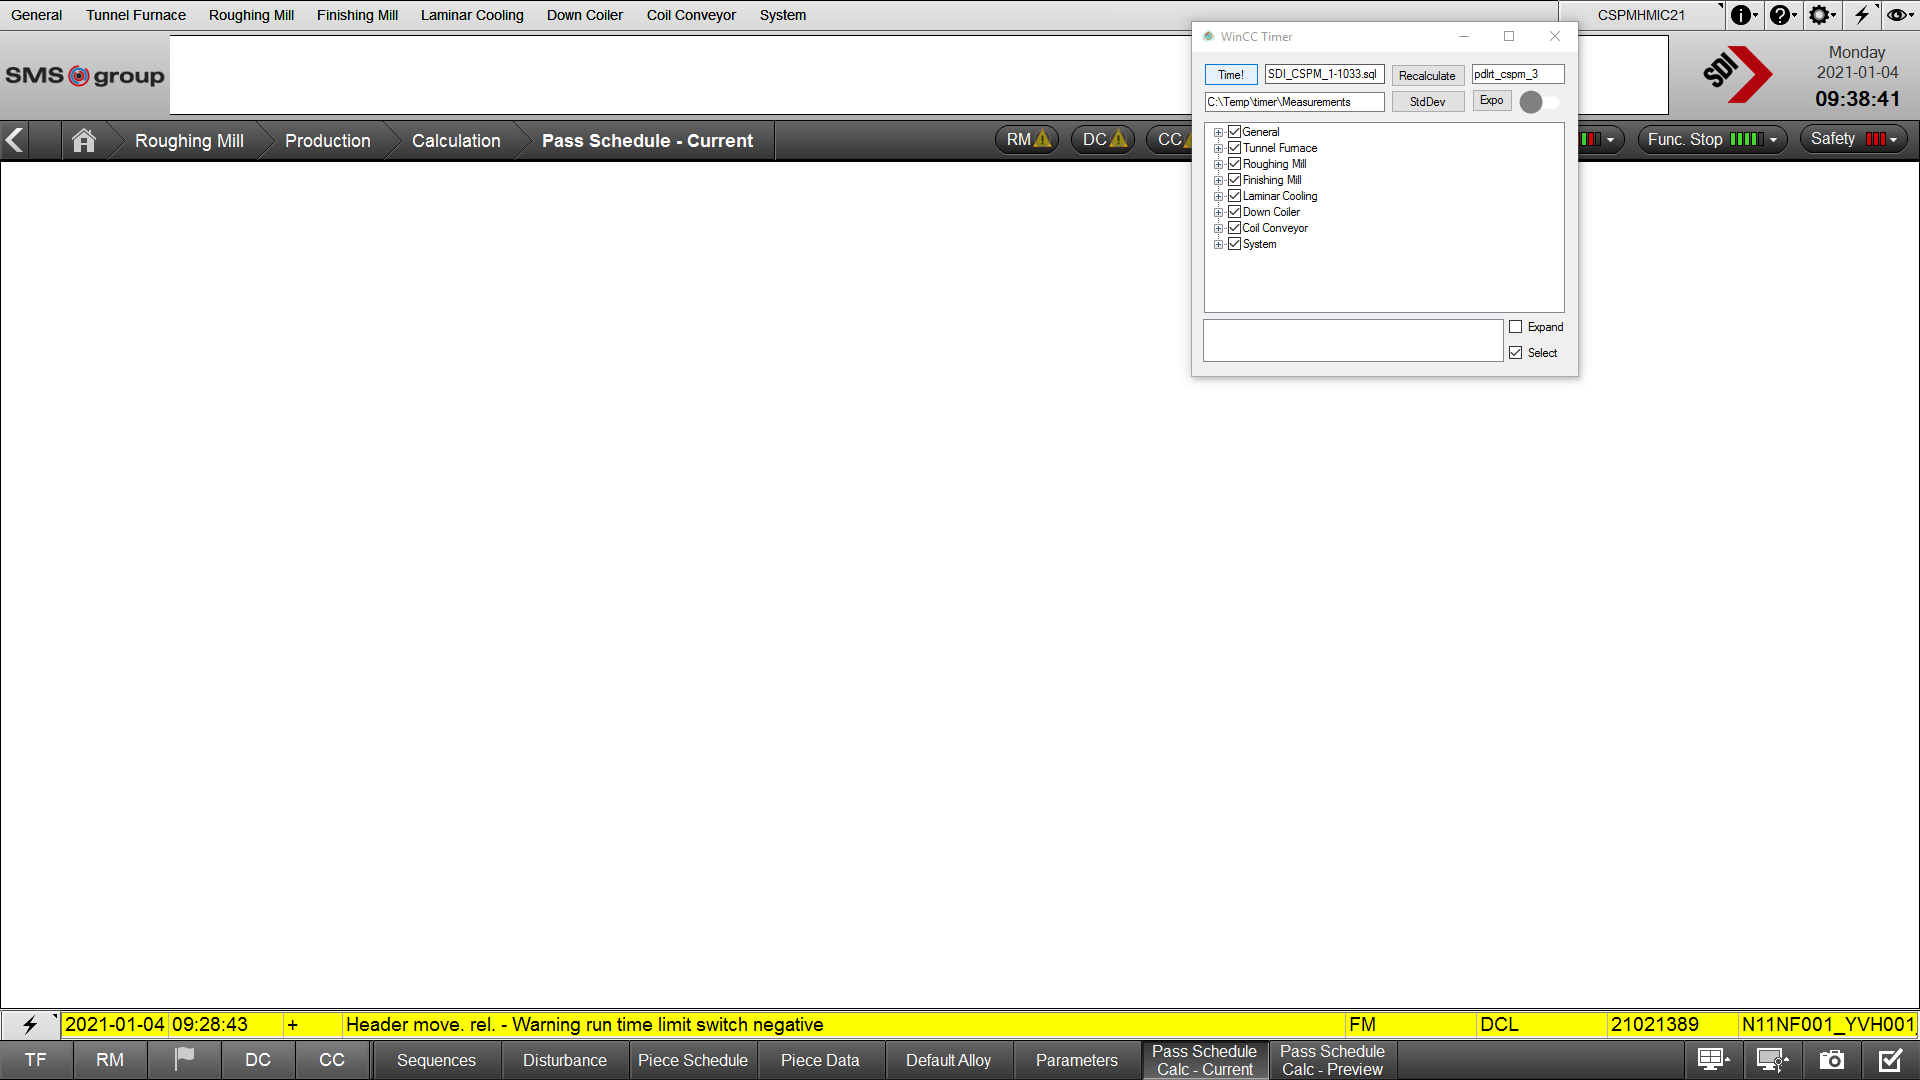 General Tunnel Furnace Roughing Mill Finishing Mill Laminar Cooling Down Coiler Coil Conveyor System CSPMHMIC21
WinCC Timer
SMS group
SDI
Monday
2021-01-04
09:38:41
Time! SDI_CSPM_1-1033.sql Recalculate pdlrt_cspm_3
C:\Temp\timer\Measurements StdDev Expo
Roughing Mill Production Calculation Pass Schedule - Current RM DC CC Func. Stop Safety
General
Tunnel Furnace
Roughing Mill
Finishing Mill
Laminar Cooling
Down Coiler
Coil Conveyor
System
Expand
Select
2021-01-04 09:28:43 + Header move. rel. - Warning run time limit switch negative FM DCL 21021389 N11NF001_YVH001
TF RM DC CC Sequences Disturbance Piece Schedule Piece Data Default Alloy Parameters Pass Schedule Calc - Current Pass Schedule Calc - Preview